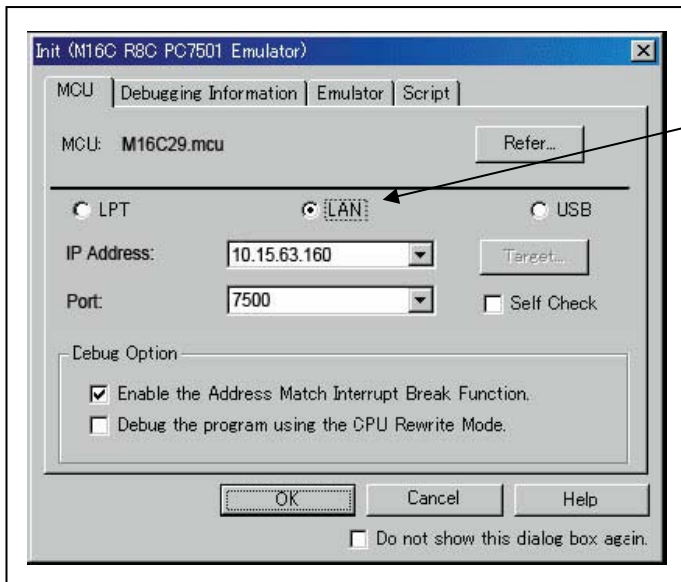 Init (M16C R8C PC7501 Emulator)
MCU Debugging Information Emulator Script
MCU: M16C29.mcu Refer...
LPT LAN USB
IP Address: 10.15.63.160 Target...
Port: 7500 Self Check
Debug Option
Enable the Address Match Interrupt Break Function.
Debug the program using the CPU Rewrite Mode.
OK Cancel Help
Do not show this dialog box again.